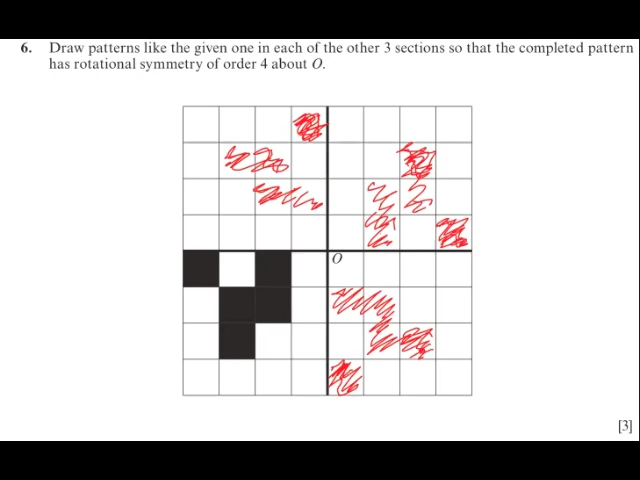 6. Draw patterns like the given one in each of the other 3 sections so that the completed pattern
has rotational symmetry of order 4 about O.
O
[3]